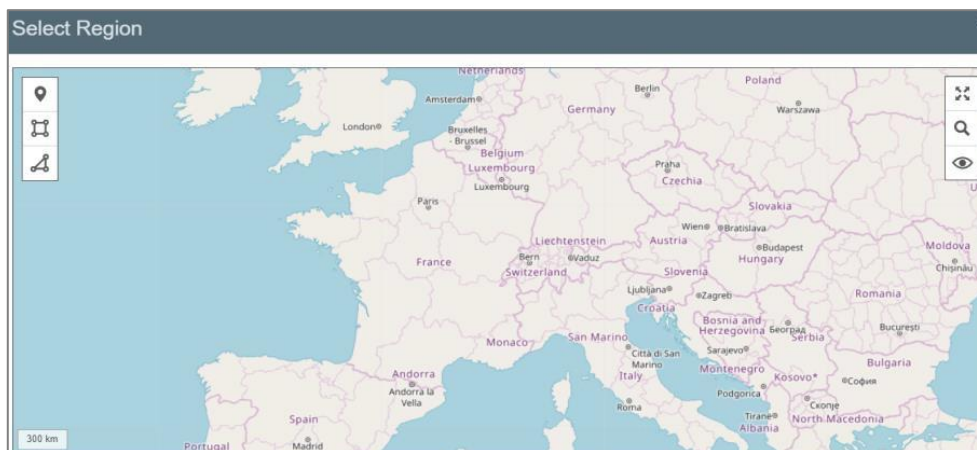 Select Region
Netherlands
Poland
Berlin
Amsterdam
Germany
Warszawa
London
Bruxelles
- Brussel
Belgium
Luxembourg
Praha
Czechia
Luxembourg
Paris
Slovakia
Wien
Bratislava
Liechtenstein
Austria
Budapest
Hungary
Moldova
France
Bern
Vaduz
Switzerland
Chișinău
Slovenia
Ljubljana
Zagreb
Romania
Croatia
Bosnia and
Herzegovina
Београд
Serbia
București
San Marino
Monaco
Sarajevo
Città di San
Marino
Bulgaria
Montenegro
Kosovo*
Andorra
Italy
София
Andorra la
Vella
Podgorica
Roma
Скопје
Spain
Tirane
North Macedonia
Albania
300 km
Madrid
Portugal